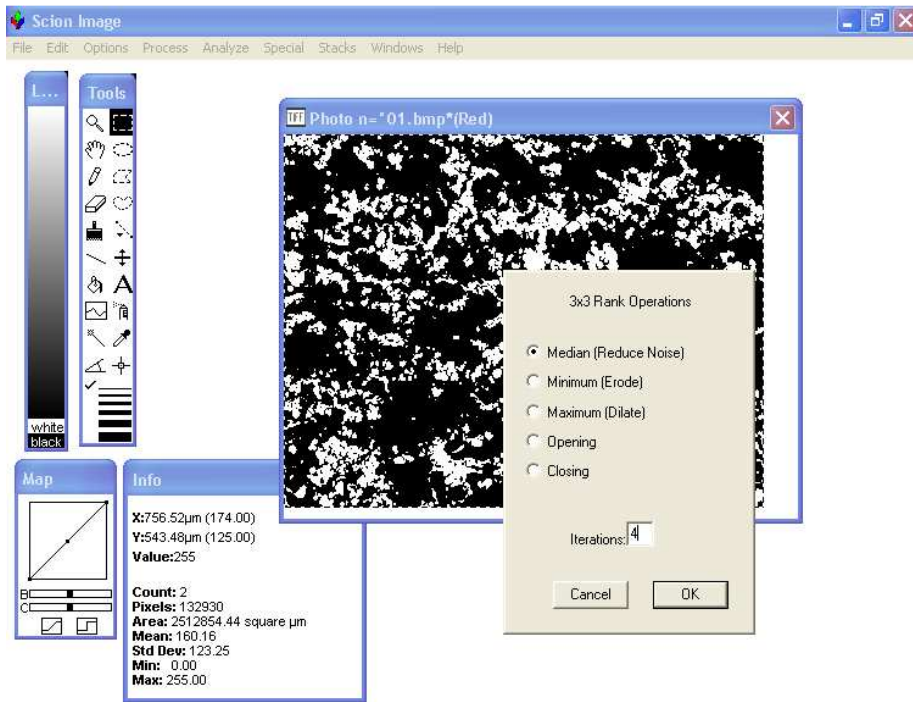 Scion Image
File Edit Options Process Analyze Special Stacks Windows Help
L...
Tools
white
black
TIFF Photo n="01.bmp*(Red)
3x3 Rank Operations
Median (Reduce Noise)
Minimum (Erode)
Maximum (Dilate)
Opening
Closing
Iterations: 4
Cancel OK
Map
B
C
Info
X:756.52µm (174.00)
Y:543.48µm (125.00)
Value:255
Count: 2
Pixels: 132930
Area: 2512854.44 square µm
Mean: 160.16
Std Dev: 123.25
Min: 0.00
Max: 255.00